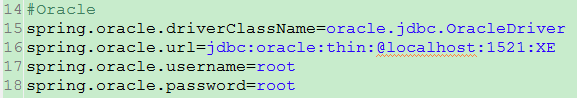 14 #Oracle
15 spring.oracle.driverClassName=oracle.jdbc.OracleDriver
16 spring.oracle.url=jdbc:oracle:thin:@localhost:1521:XE
17 spring.oracle.username=root
18 spring.oracle.password=root